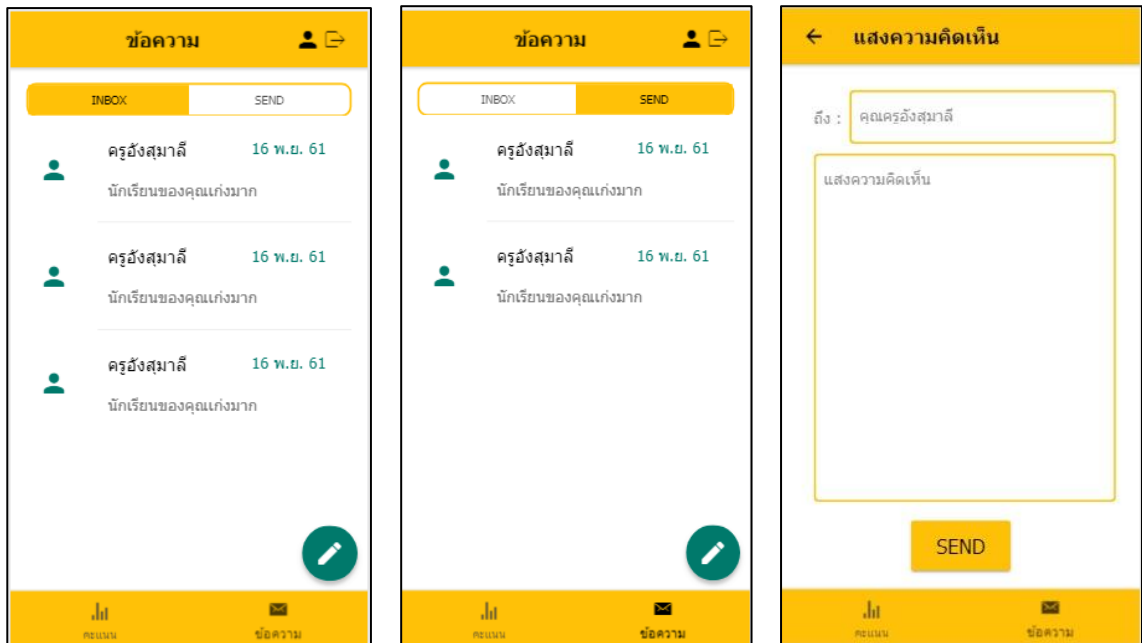 ข้อความ
INBOX SEND
ครูอังสุมาลี 16 พ.ย. 61
นักเรียนของคุณเก่งมาก
ครูอังสุมาลี 16 พ.ย. 61
นักเรียนของคุณเก่งมาก
ครูอังสุมาลี 16 พ.ย. 61
นักเรียนของคุณเก่งมาก
คะแนน ข้อความ
ข้อความ
INBOX SEND
ครูอังสุมาลี 16 พ.ย. 61
นักเรียนของคุณเก่งมาก
ครูอังสุมาลี 16 พ.ย. 61
นักเรียนของคุณเก่งมาก
คะแนน ข้อความ
แสงความคิดเห็น
ถึง : คุณครูอังสุมาลี
แสงความคิดเห็น
SEND
คะแนน ข้อความ